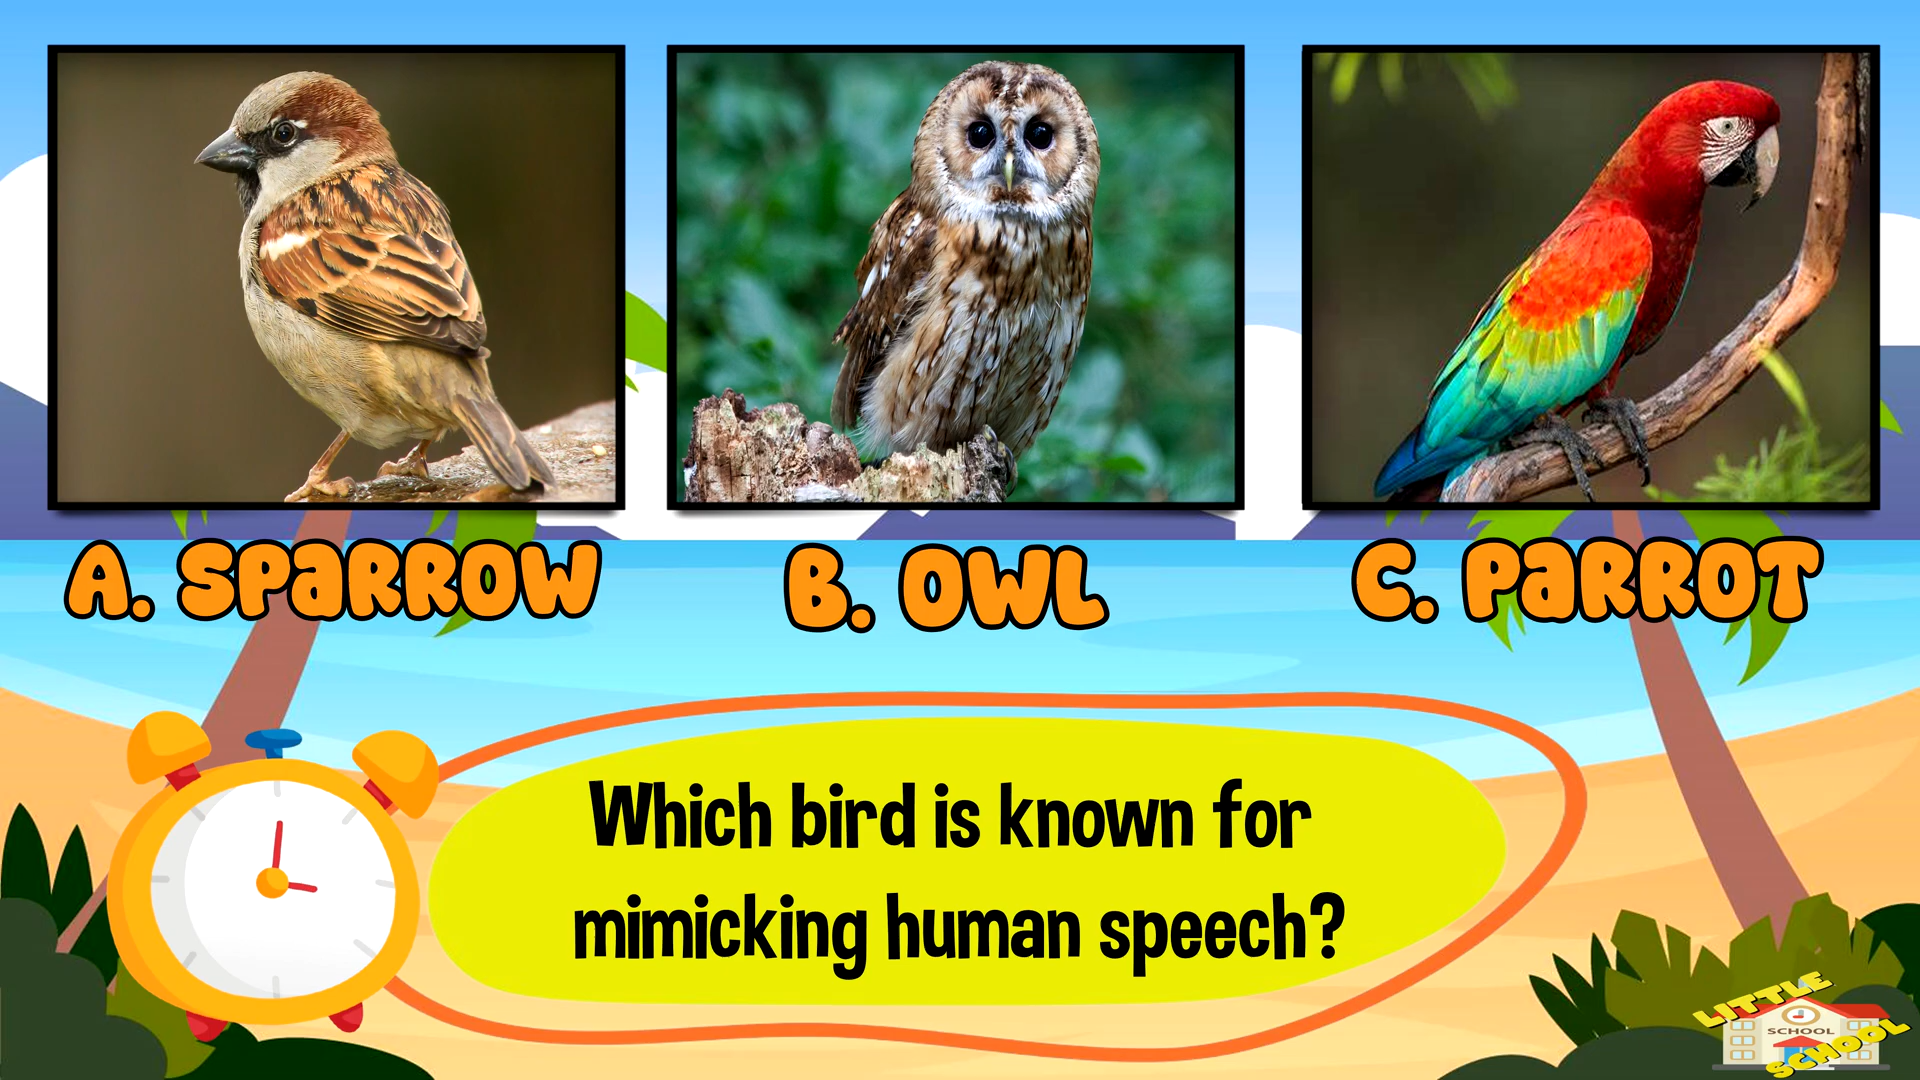 A. SPARROW
B. OWL
C. PARROT
Which bird is known for
mimicking human speech?
LITTLE
SCHOOL
SCHOOL